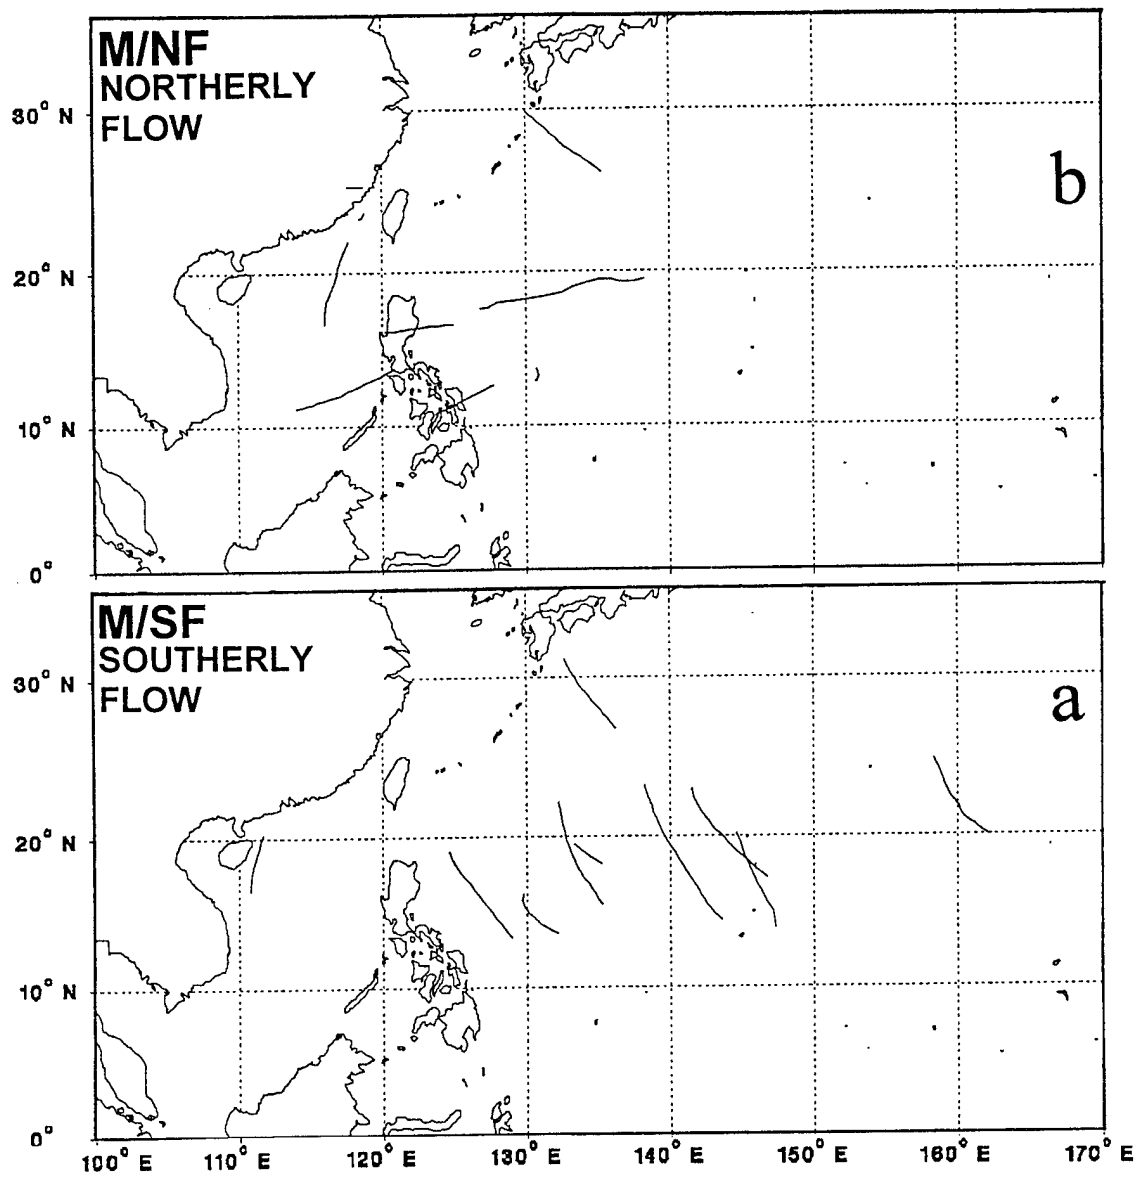 M/NF
NORTHERLY
FLOW
30° N
b
20° N
10° N
0°
M/SF
SOUTHERLY
FLOW
30° N
a
20° N
10° N
0°
100° E 110° E 120° E 130° E 140° E 150° E 160° E 170° E